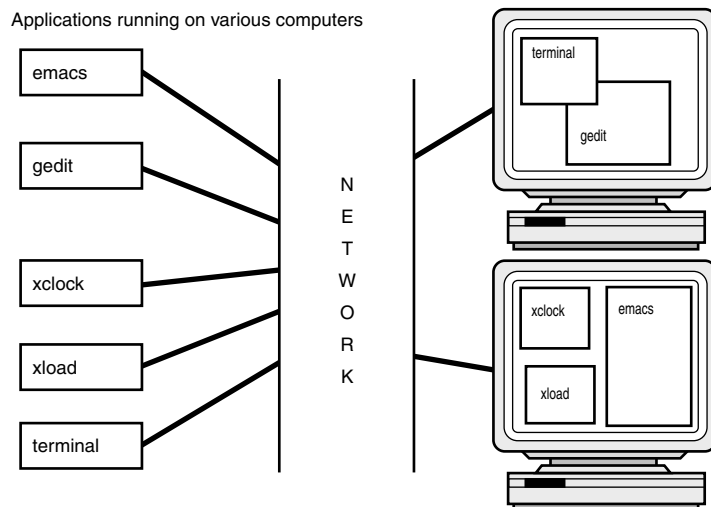 Applications running on various computers
emacs
gedit
xclock
xload
terminal
N
E
T
W
O
R
K
terminal
gedit
xclock
emacs
xload